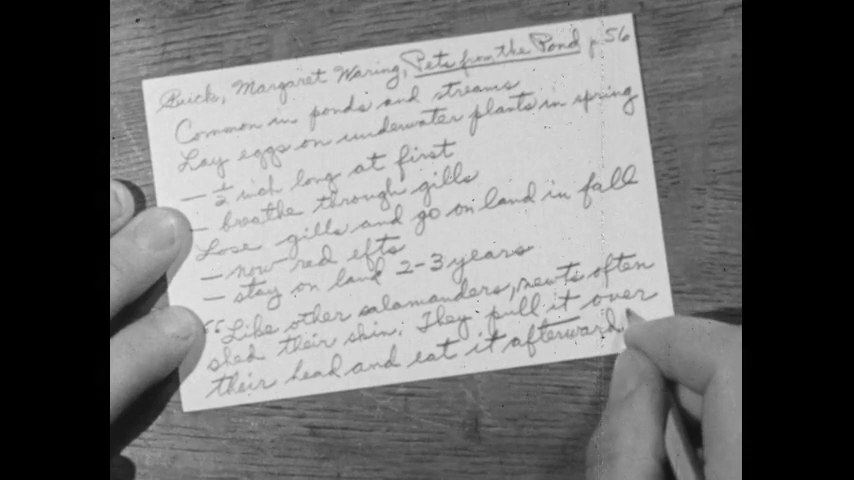 Buck, Margaret Waring, Pets from the Pond p. 56
Common in ponds and streams
Lay eggs on underwater plants in spring
— ½ inch long at first
— breathe through gills
Lose gills and go on land in fall
— now red efts
— stay on land 2-3 years
"Like other salamanders, newts often
shed their skin. They pull it over
their head and eat it afterward.